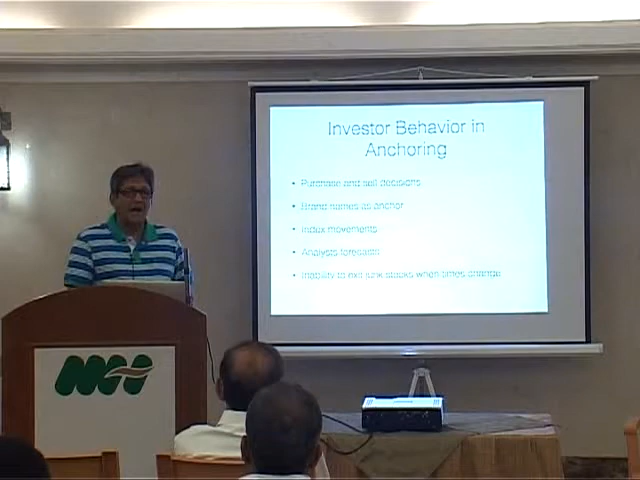 Investor Behavior in
Anchoring
• Purchase and sell decisions
• Brand names as anchor
• Index movements
• Analysts forecasts
• Inability to exit junk stocks when times change